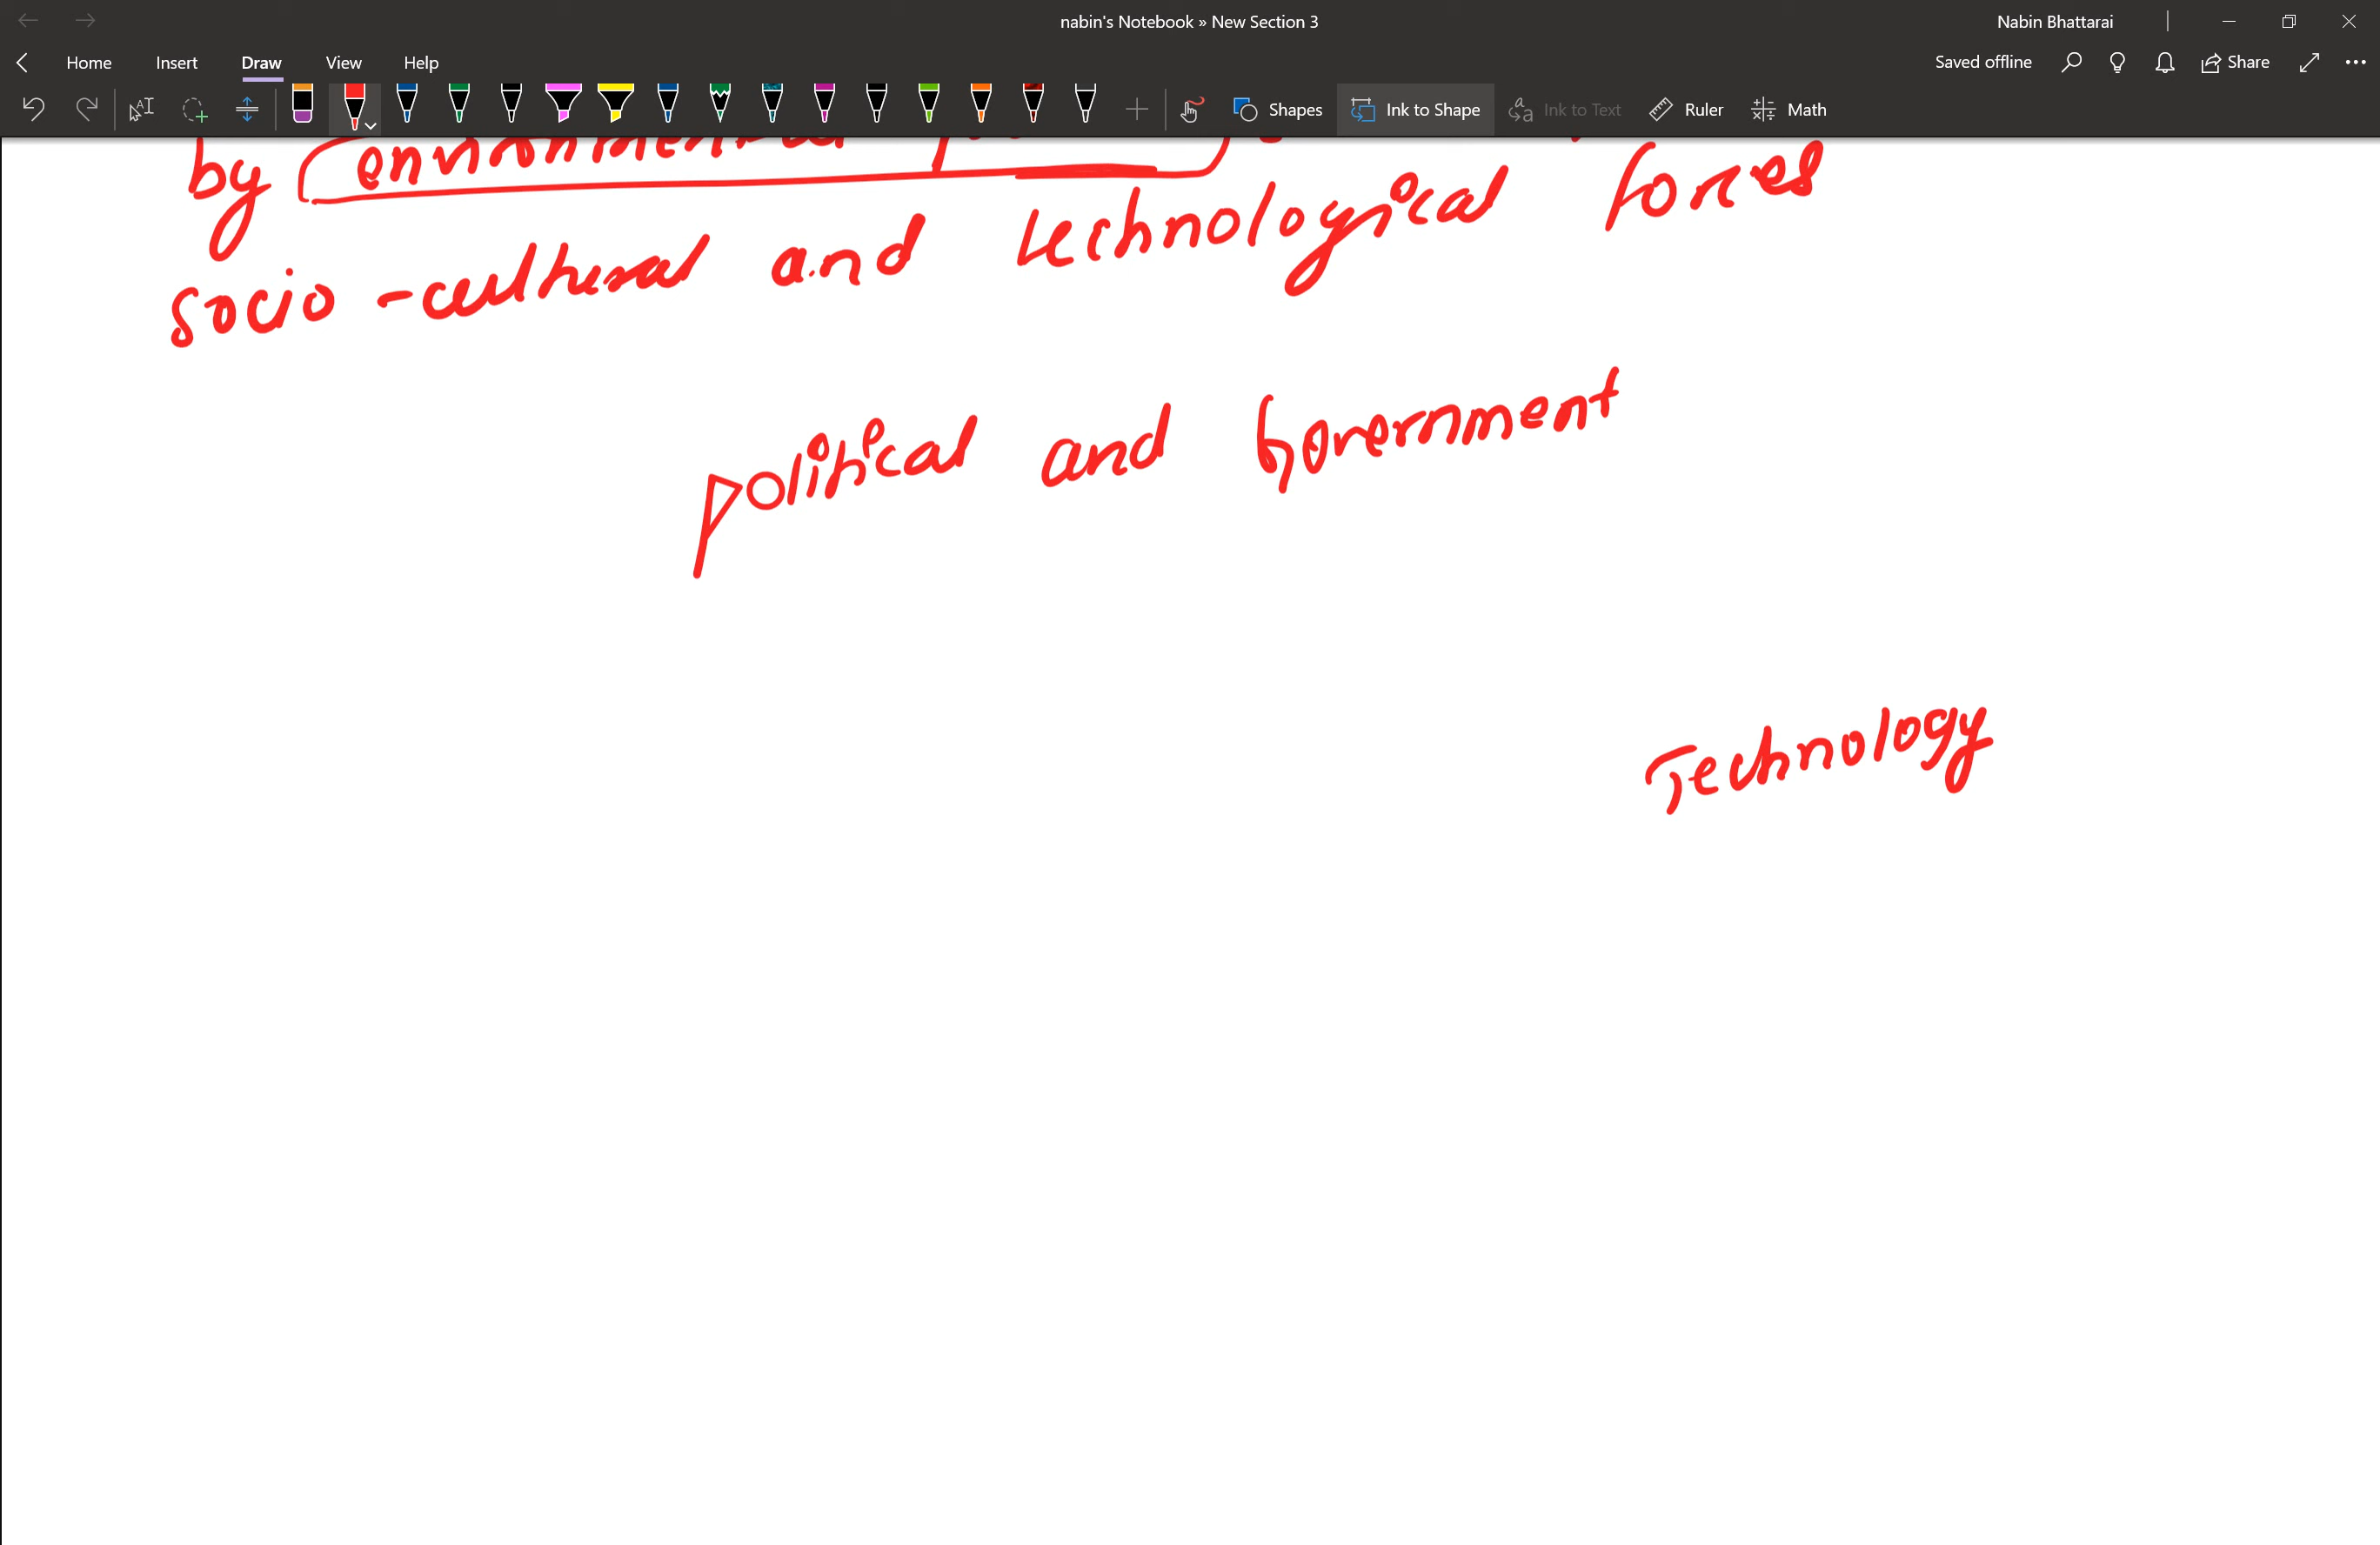 nabin's Notebook » New Section 3
Nabin Bhattarai
Home Insert Draw View Help
Saved offline
Share
Shapes Ink to Shape Ink to Text Ruler Math
by environmental
socio-cultural and technological forces
political and Government
Technology